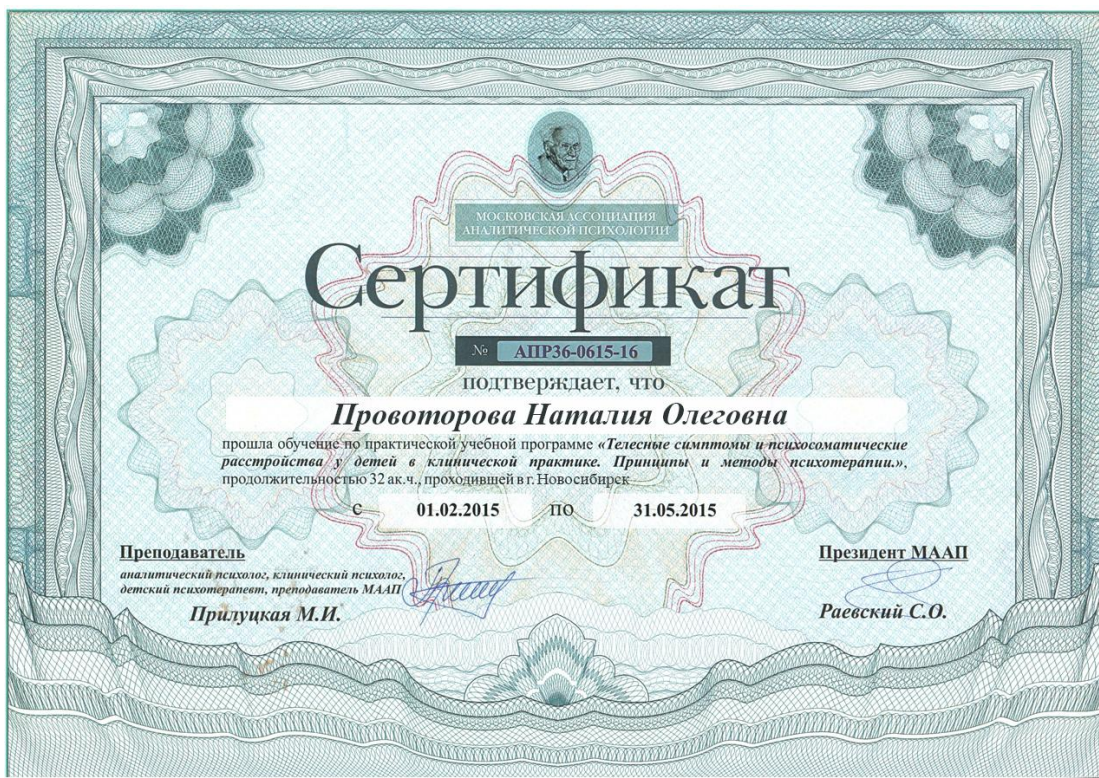 МОСКОВСКАЯ АССОЦИАЦИЯ
АНАЛИТИЧЕСКОЙ ПСИХОЛОГИИ
Сертификат
№ АПР36-0615-16
подтверждает, что
Провоторова Наталия Олеговна
прошла обучение по практической учебной программе «Телесные симптомы и психосоматические
расстройства у детей в клинической практике. Принципы и методы психотерапии.»,
продолжительностью 32 ак.ч., проходившей в г. Новосибирск
с 01.02.2015 по 31.05.2015
Преподаватель
аналитический психолог, клинический психолог,
детский психотерапевт, преподаватель МААП
Прилуцкая М.И.
Президент МААП
Раевский С.О.